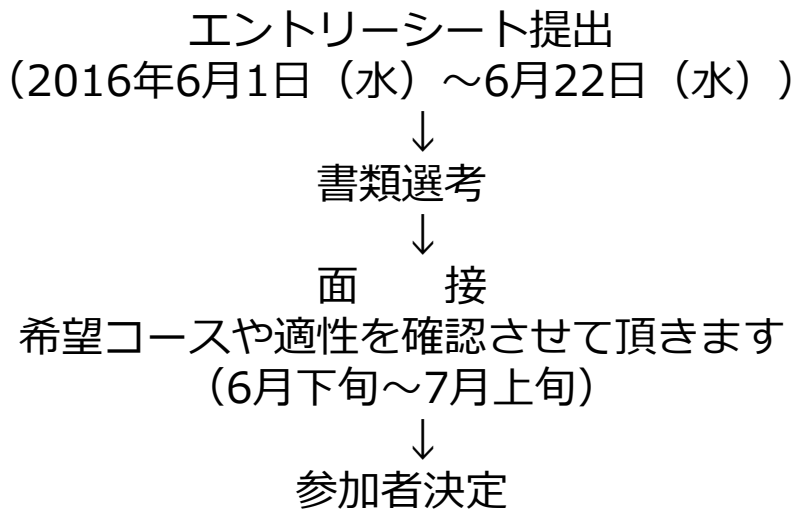 エントリーシート提出
（2016年6月1日（水）～6月22日（水））
↓
書類選考
↓
面　　接
希望コースや適性を確認させて頂きます
（6月下旬～7月上旬）
↓
参加者決定